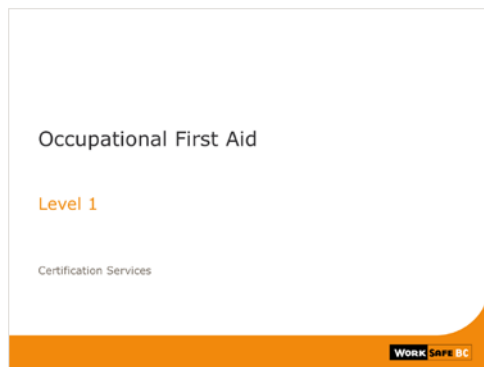 Occupational First Aid
Level 1
Certification Services
WORK SAFE BC